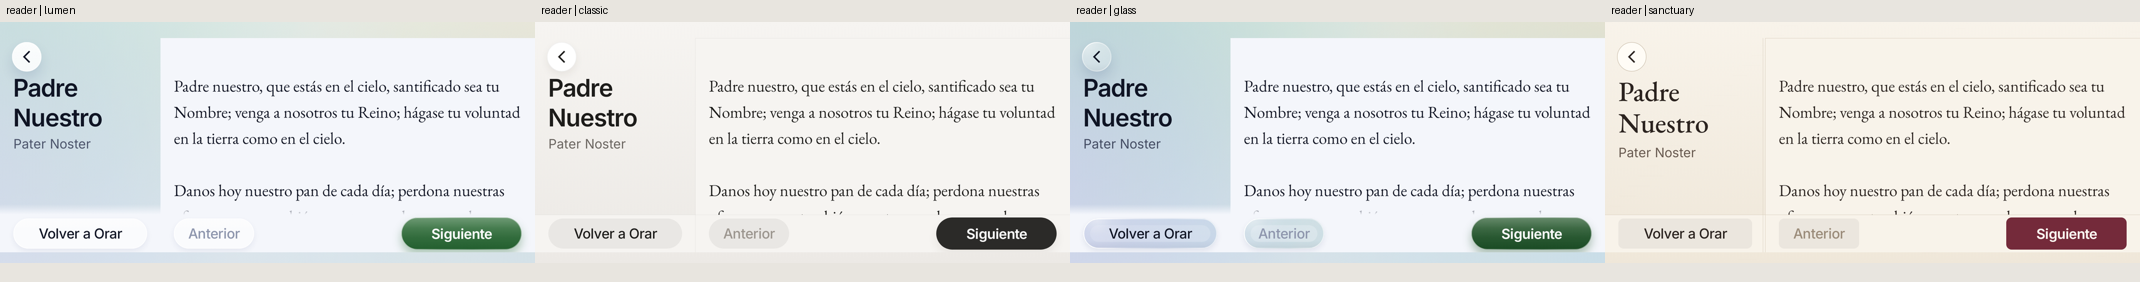 reader | lumen
Padre
Nuestro
Pater Noster
Padre nuestro, que estás en el cielo, santificado sea tu
Nombre; venga a nosotros tu Reino; hágase tu voluntad
en la tierra como en el cielo.
Danos hoy nuestro pan de cada día; perdona nuestras
Volver a Orar
Anterior
Siguiente
reader | classic
Padre
Nuestro
Pater Noster
Padre nuestro, que estás en el cielo, santificado sea tu
Nombre; venga a nosotros tu Reino; hágase tu voluntad
en la tierra como en el cielo.
Danos hoy nuestro pan de cada día; perdona nuestras
Volver a Orar
Anterior
Siguiente
reader | glass
Padre
Nuestro
Pater Noster
Padre nuestro, que estás en el cielo, santificado sea tu
Nombre; venga a nosotros tu Reino; hágase tu voluntad
en la tierra como en el cielo.
Danos hoy nuestro pan de cada día; perdona nuestras
Volver a Orar
Anterior
Siguiente
reader | sanctuary
Padre
Nuestro
Pater Noster
Padre nuestro, que estás en el cielo, santificado sea tu
Nombre; venga a nosotros tu Reino; hágase tu voluntad
en la tierra como en el cielo.
Danos hoy nuestro pan de cada día; perdona nuestras
Volver a Orar
Anterior
Siguiente